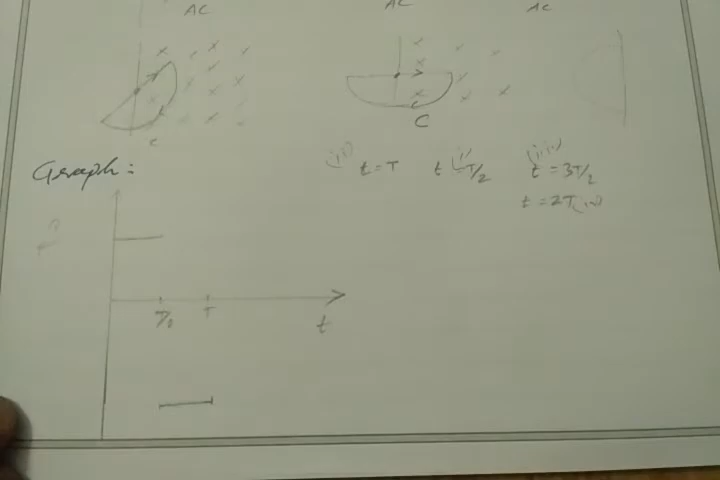 AC AC AC
C
C
Graph:
(ii) t = T (i) t = T/2 (iii) t = 3T/2
t = 2T (iv)
T/2 T
t